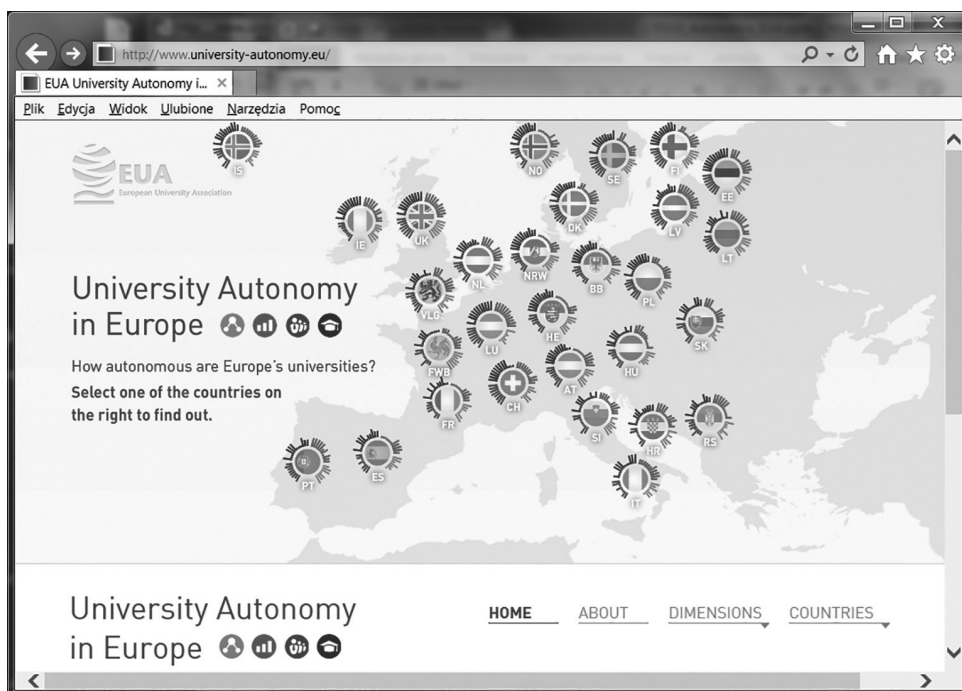 http://www.university-autonomy.eu/
EUA University Autonomy i...
Plik Edycja Widok Ulubione Narzędzia Pomoc
EUA
European University Association
IS
NO
SE
FI
EE
IE
UK
DK
LV
LT
NL
NRW
BB
PL
VLG
LU
HE
SK
FWB
CH
AT
HU
FR
SI
HR
RS
PT
ES
IT
University Autonomy
in Europe
How autonomous are Europe's universities?
Select one of the countries on
the right to find out.
University Autonomy
in Europe
HOME ABOUT DIMENSIONS COUNTRIES